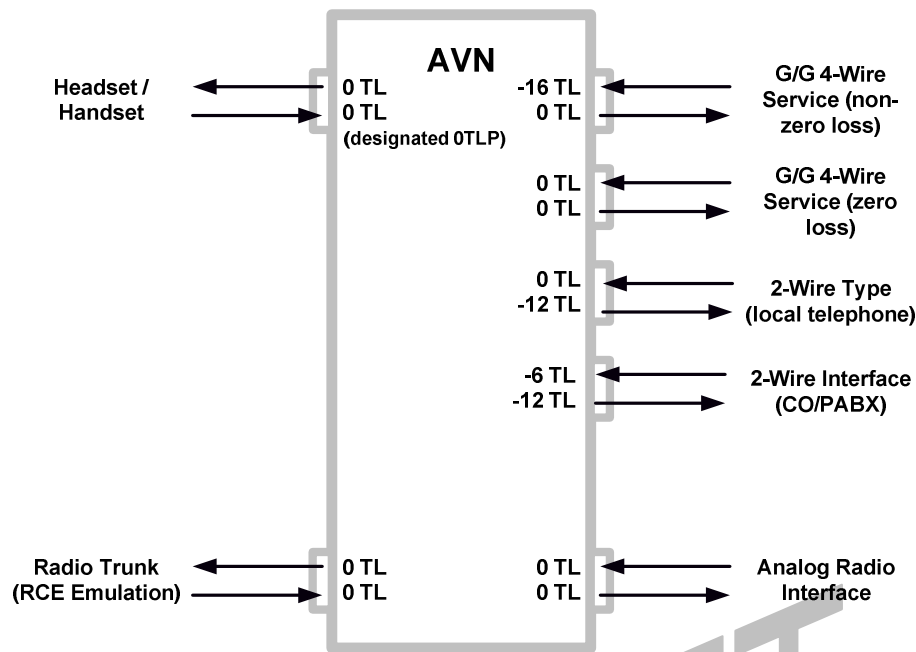 AVN
Headset /
Handset
0 TL
0 TL
(designated 0TLP)
-16 TL
0 TL
G/G 4-Wire
Service (non-
zero loss)
0 TL
0 TL
G/G 4-Wire
Service (zero
loss)
0 TL
-12 TL
2-Wire Type
(local telephone)
-6 TL
-12 TL
2-Wire Interface
(CO/PABX)
Radio Trunk
(RCE Emulation)
0 TL
0 TL
0 TL
0 TL
Analog Radio
Interface